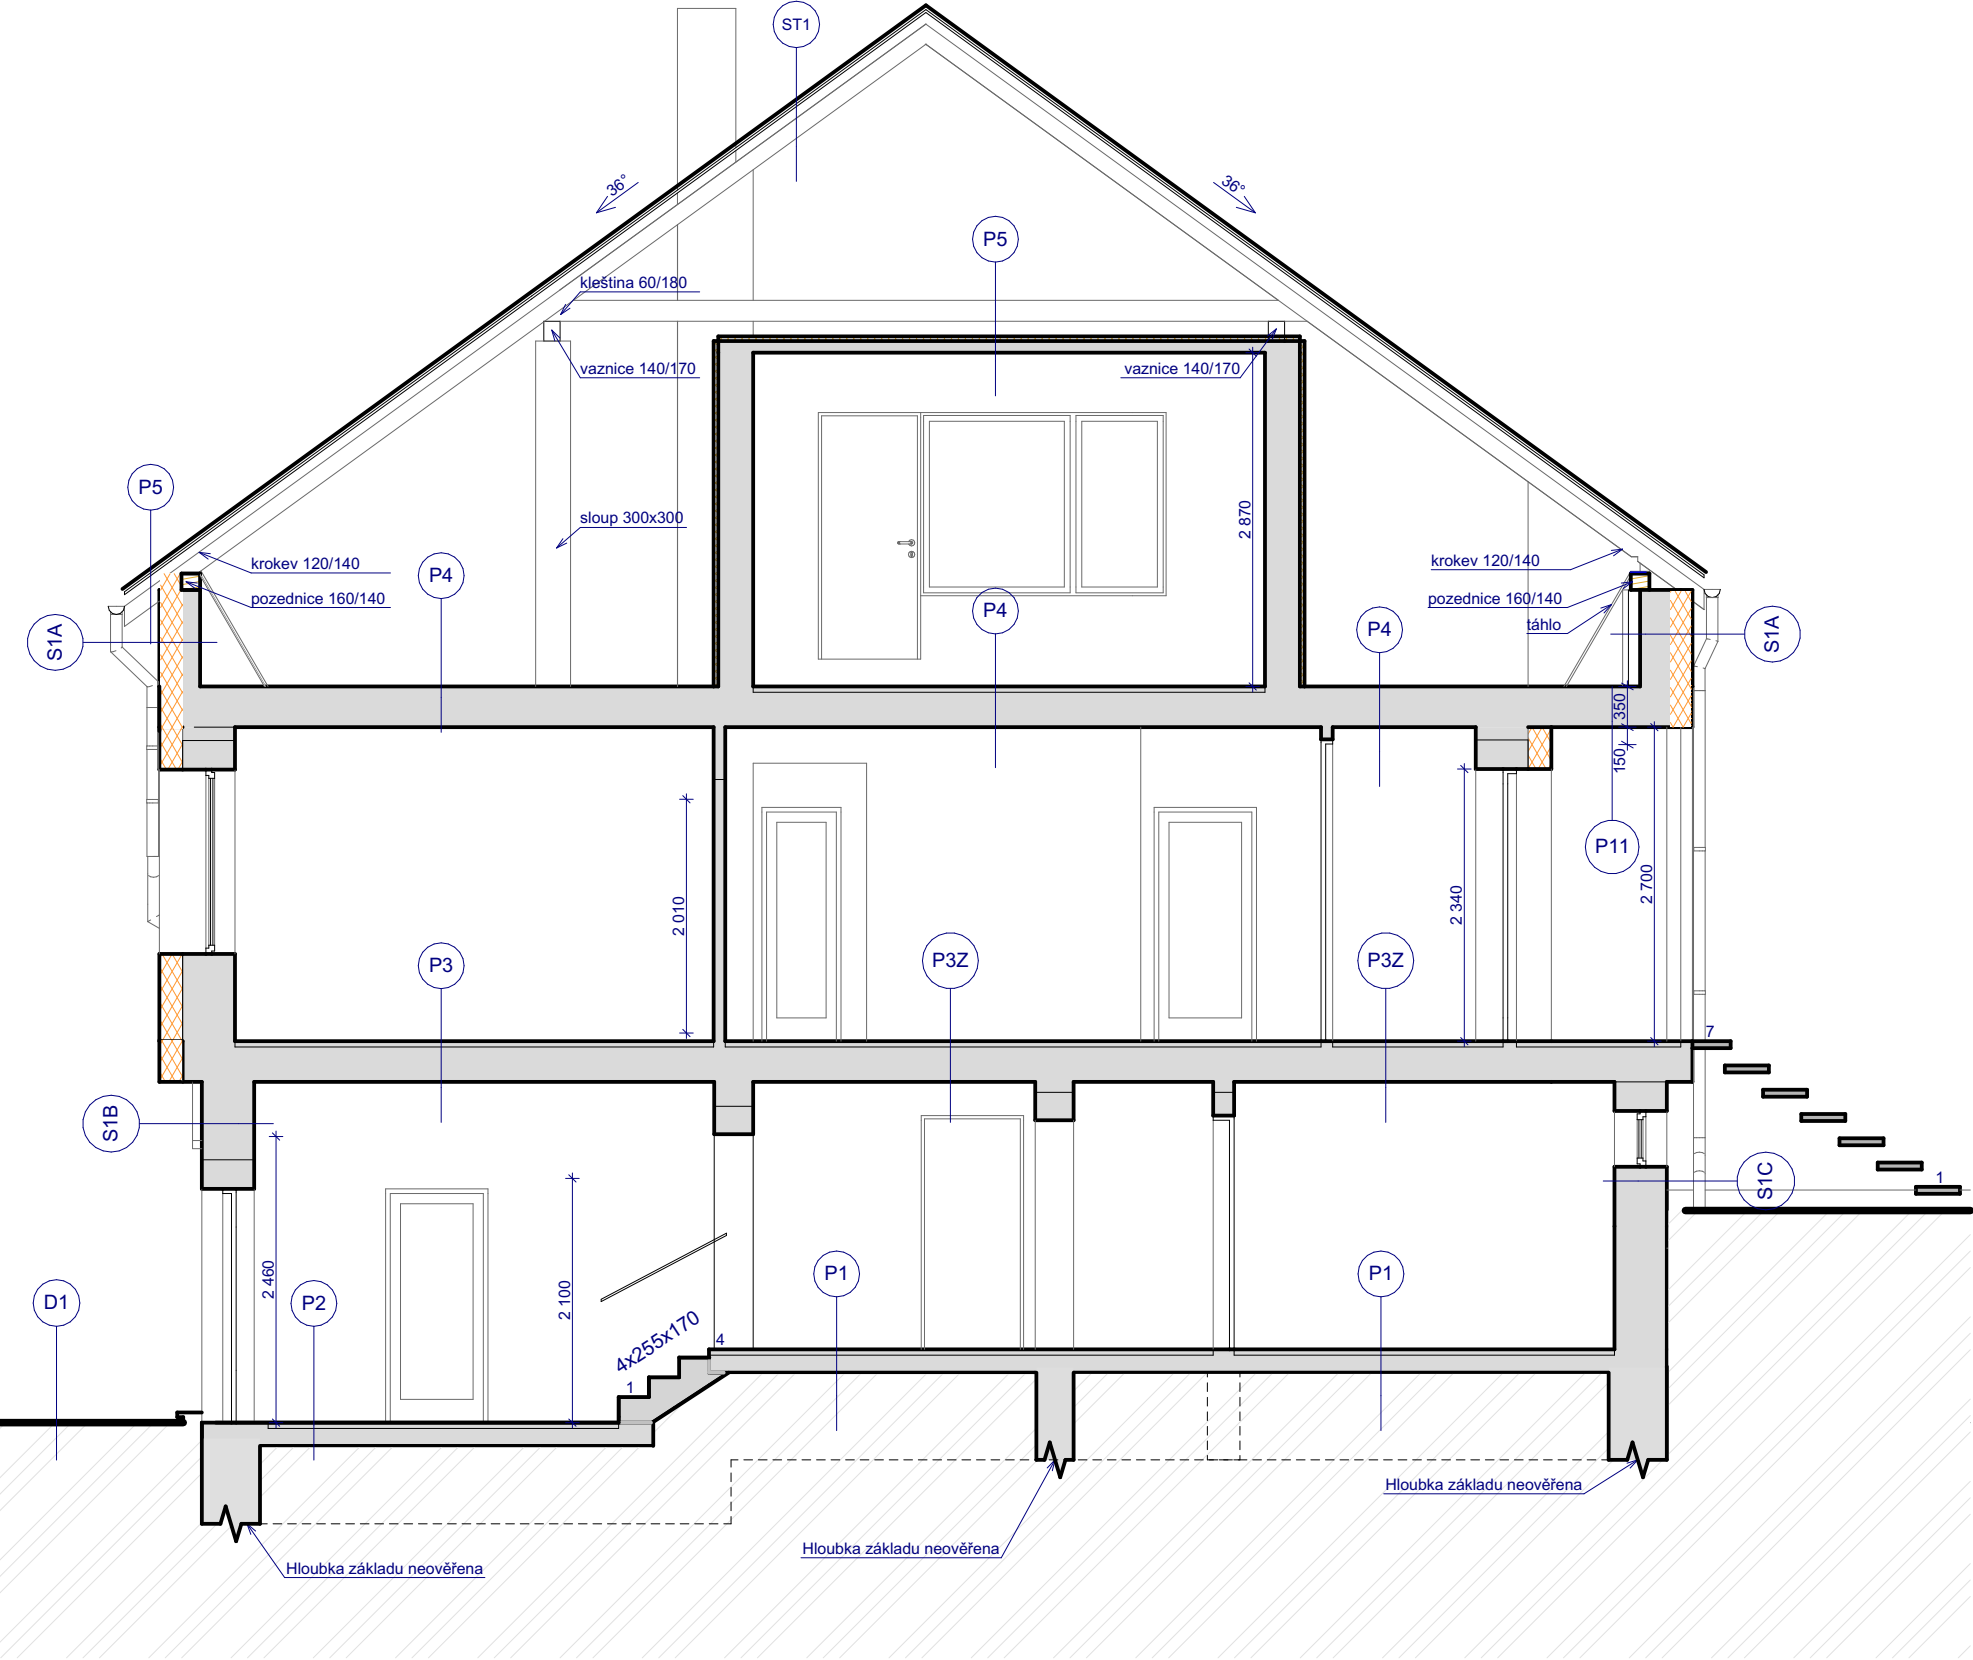 ST1
36°
36°
P5
kleština 60/180
vaznice 140/170
vaznice 140/170
P5
sloup 300x300
2 870
krokev 120/140
P4
krokev 120/140
pozednice 160/140
P4
pozednice 160/140
táhlo
P4
S1A
S1A
350
150
P11
2 010
2 340
2 700
P3
P3Z
P3Z
7
S1B
1
S1C
2 460
2 100
D1
P2
P1
P1
4x255x170
4
1
Hloubka základu neověřena
Hloubka základu neověřena
Hloubka základu neověřena